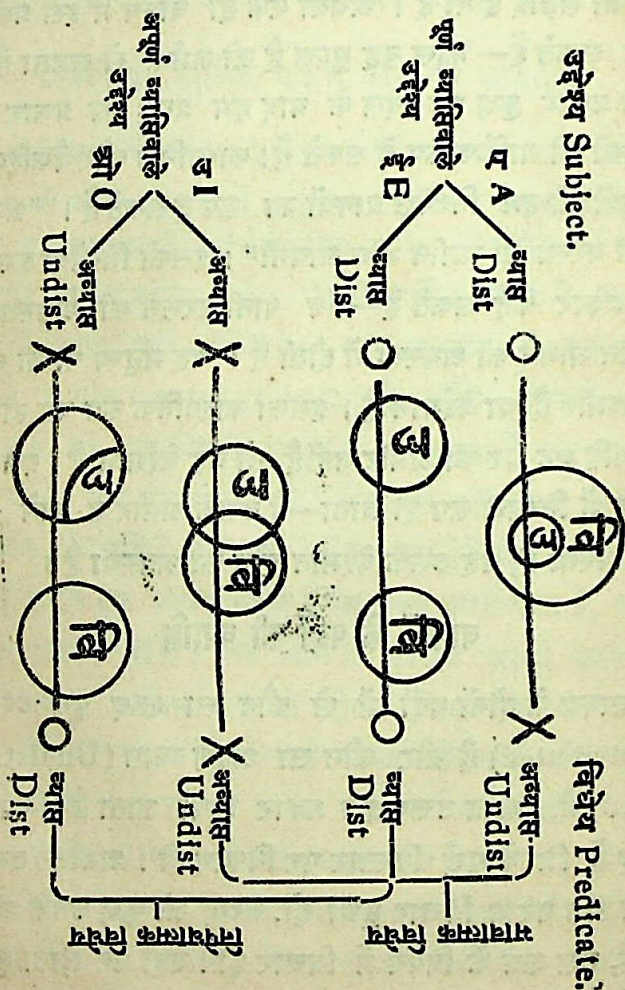 उद्देश्य Subject. विधेय Predicate.
ए A व्याप्त Dist
वि
उ
अव्याप्त Undist
पूर्ण व्याप्तिवाले
उद्देश्य
ई E व्याप्त Dist
उ वि
व्याप्त Dist
भावात्मक विधेय
इ I अव्याप्त
उ वि
अव्याप्त Undist
अपूर्ण व्याप्तिवाले
उद्देश्य
ओ O अव्याप्त Undist
उ वि
व्याप्त Dist
निषेधात्मक विधेय